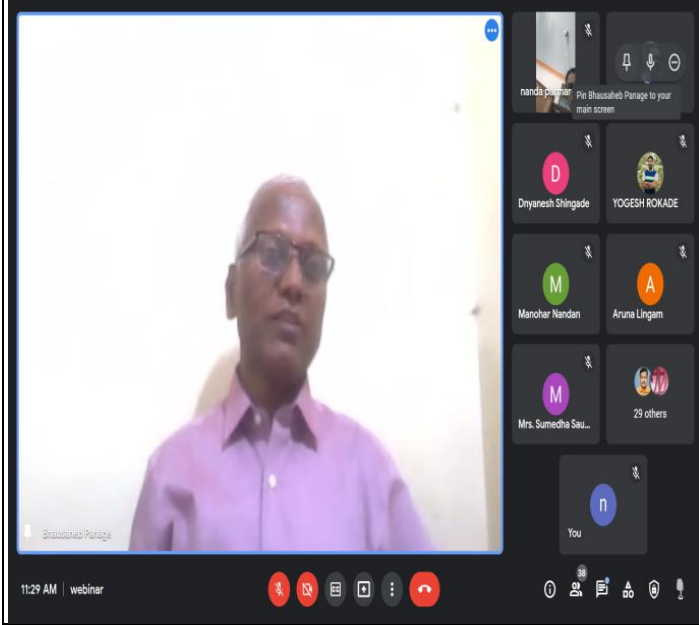 nanda parihar
Pin Bhausaheb Panage to your
main screen
D
Dnyanesh Shingade
YOGESH ROKADE
M
Manohar Nandan
A
Aruna Lingam
M
Mrs. Sumedha Sau...
29 others
n
You
Bhausaheb Panage
11:29 AM | webinar
38